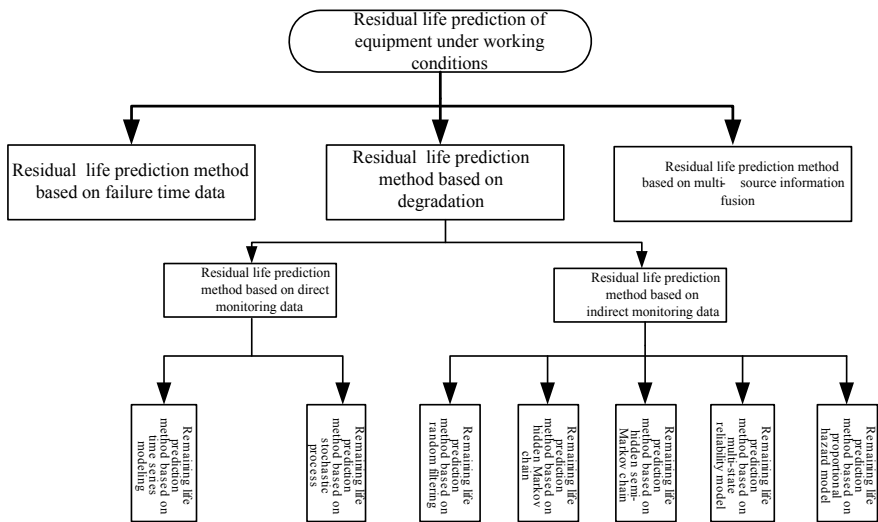 Residual life prediction of
equipment under working
conditions
Residual life prediction method
based on failure time data
Residual life prediction
method based on
degradation
Residual life prediction method
based on multi- source information
fusion
Residual life prediction
method based on direct monitoring
data
Residual life prediction
method based on
indirect monitoring data
Remaining life
prediction
method based on
time series
modeling
Remaining life
prediction
method based on
stochastic
process
Remaining life
prediction
method based on
random filtering
Remaining life
prediction
method based on
hidden Markov
chain
Remaining life
prediction
method based on
hidden semi-
Markov chain
Remaining life
prediction
method based on
multi-state
reliability model
Remaining life
prediction
method based on
proportional
hazard model